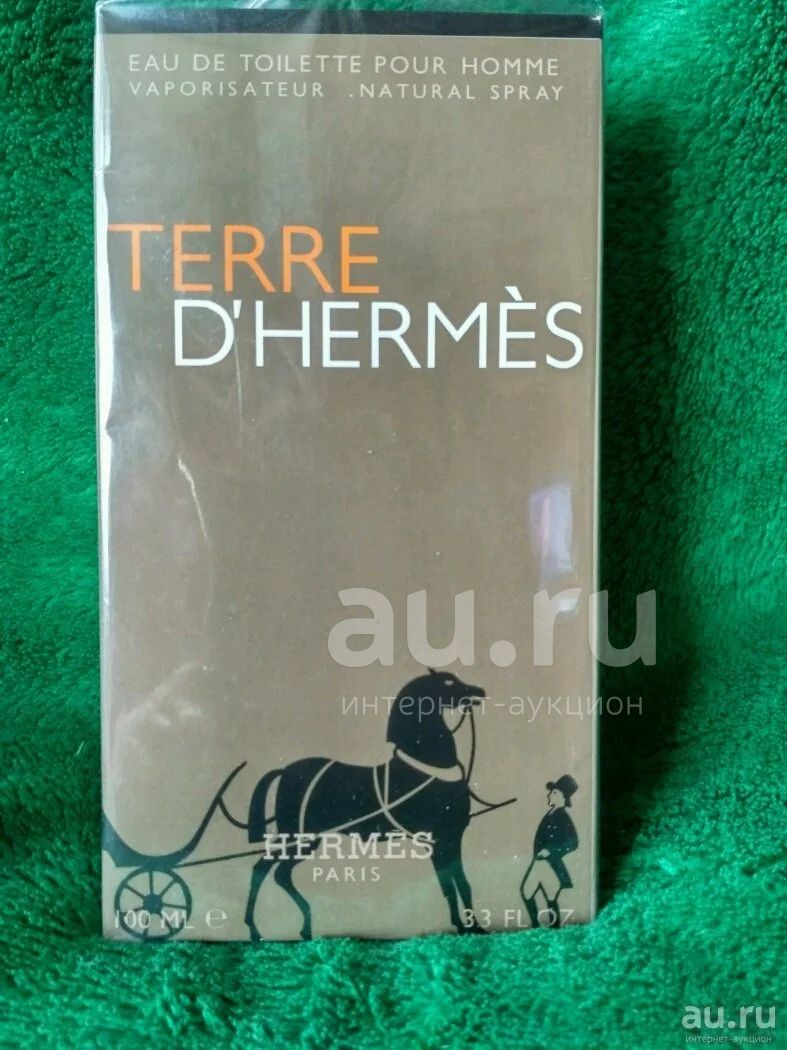 EAU DE TOILETTE POUR HOMME
VAPORISATEUR .NATURAL SPRAY
TERRE
D'HERMÈS
au.ru
интернет-аукцион
HERMÈS
PARIS
100 ML e
3.3 FL OZ
au.ru
интернет-аукцион